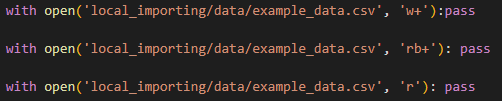 with open('local_importing/data/example_data.csv', 'w+'):pass
with open('local_importing/data/example_data.csv', 'rb+'): pass
with open('local_importing/data/example_data.csv', 'r'): pass